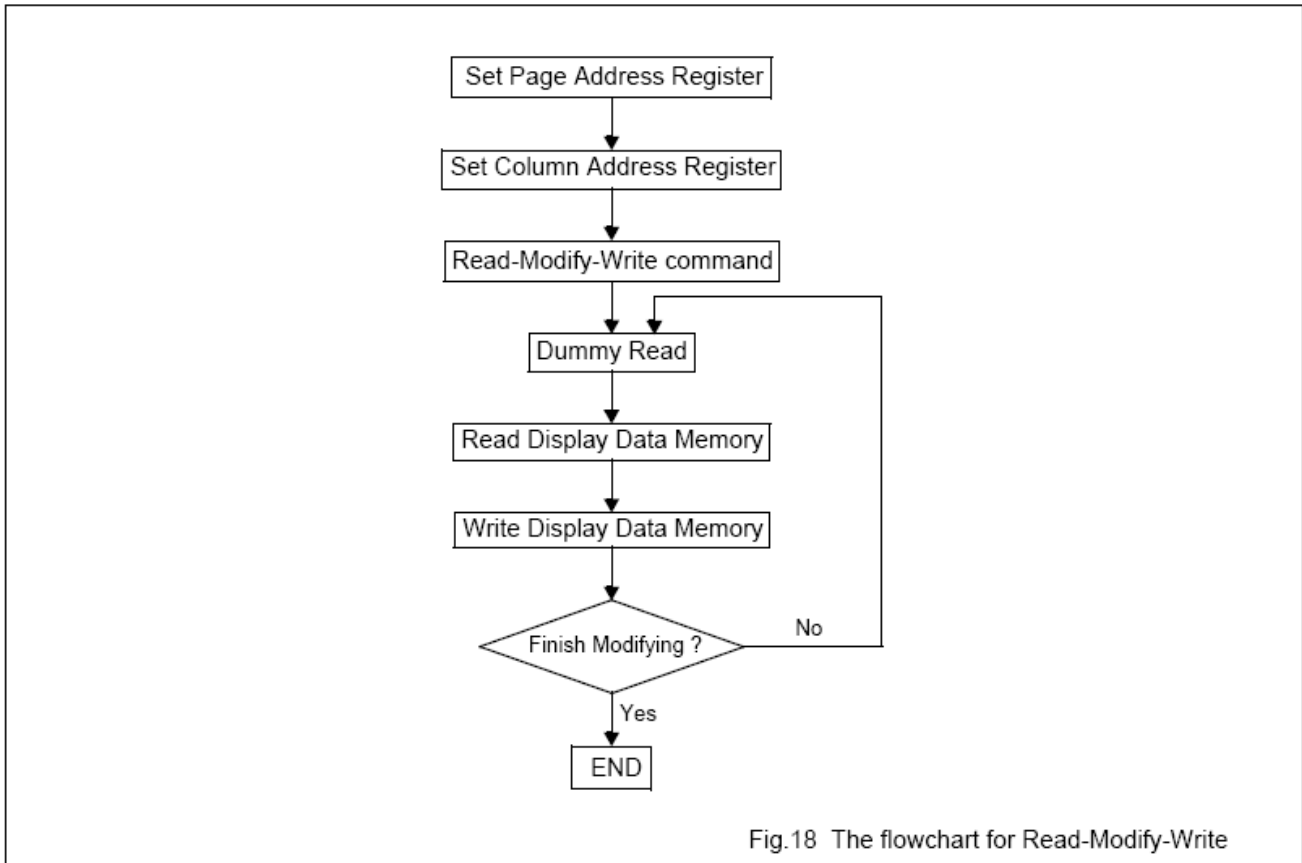 Set Page Address Register
Set Column Address Register
Read-Modify-Write command
Dummy Read
Read Display Data Memory
Write Display Data Memory
Finish Modifying ?
No
Yes
END
Fig.18 The flowchart for Read-Modify-Write